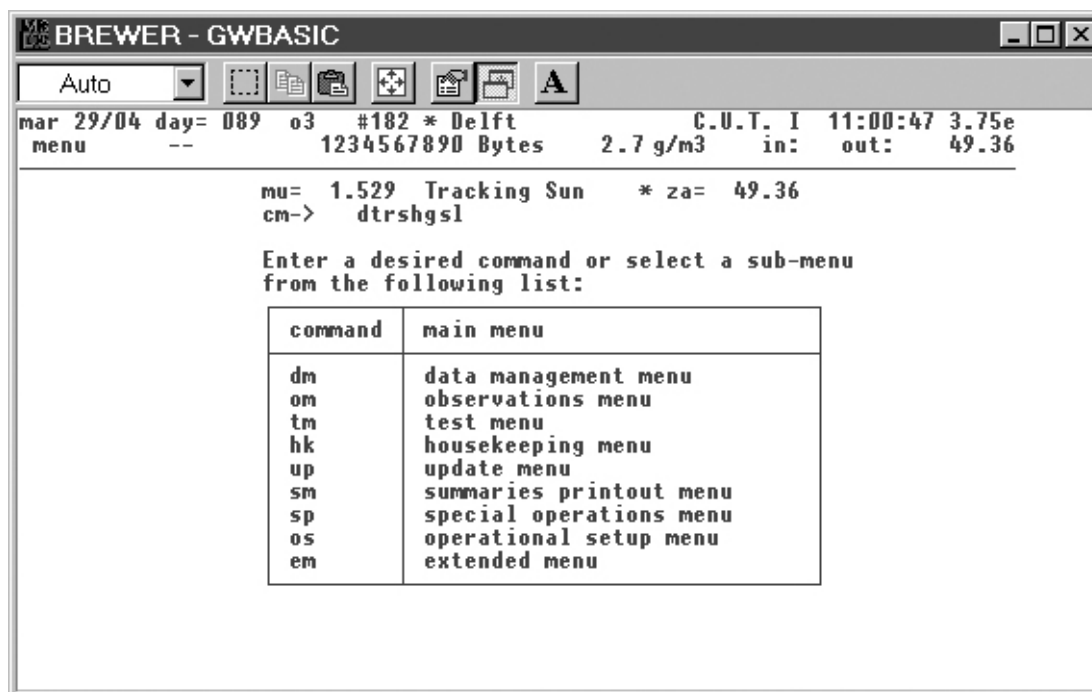 BREWER - GWBASIC
Auto
A
mar 29/04 day= 089 o3 #182 * Delft C.U.T. I 11:00:47 3.75e
menu -- 1234567890 Bytes 2.7 g/m3 in: out: 49.36
mu= 1.529 Tracking Sun * za= 49.36
cm-> dtrshgsl
Enter a desired command or select a sub-menu
from the following list:
command main menu
dm data management menu
om observations menu
tm test menu
hk housekeeping menu
up update menu
sm summaries printout menu
sp special operations menu
os operational setup menu
em extended menu